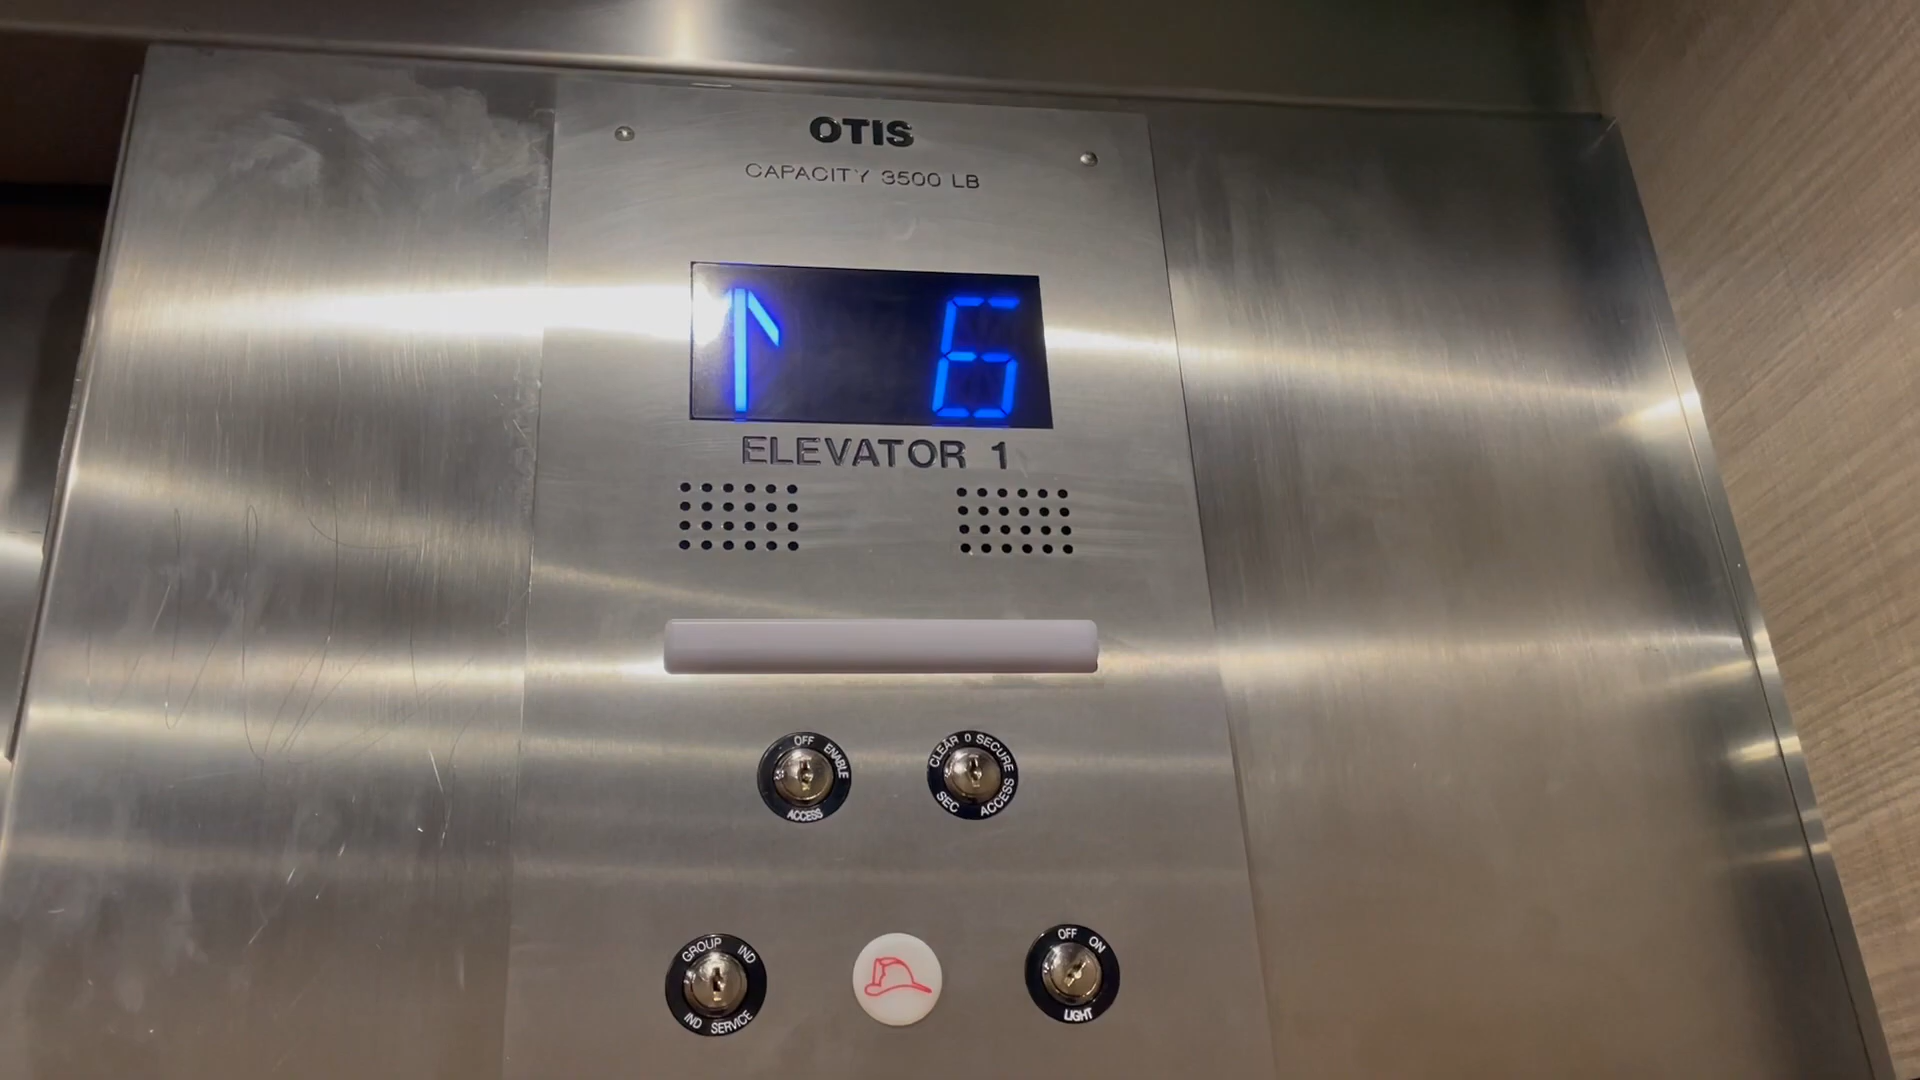 OTIS
CAPACITY 3500 LB
↿ 6
ELEVATOR 1
OFF ENABLE
ACCESS
CLEAR 0 SECURE
SEC ACCESS
GROUP IND
IND SERVICE
OFF ON
LIGHT